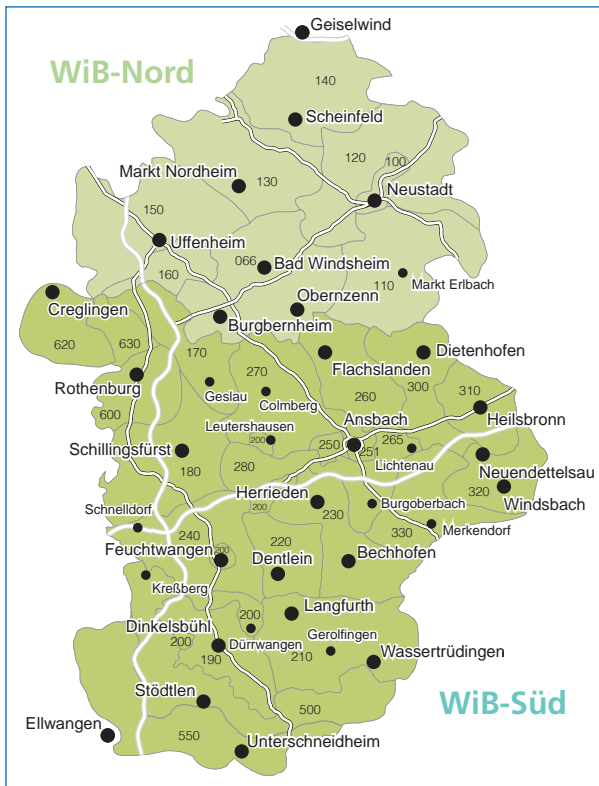 Geiselwind
WiB-Nord
140
Scheinfeld
120
100
Markt Nordheim
130
Neustadt
150
Uffenheim
066
Bad Windsheim
160
110
Markt Erlbach
Creglingen
Obernzenn
Burgbernheim
620
630
170
Flachslanden
Dietenhofen
270
300
Rothenburg
Geslau
Colmberg
260
310
600
Leutershausen
Ansbach
Heilsbronn
200
250
251
265
Schillingsfürst
Lichtenau
180
280
Neuendettelsau
320
Windsbach
Herrieden
200
230
Burgoberbach
Schnelldorf
Merkendorf
240
330
Feuchtwangen
200
220
Dentlein
Bechhofen
Kreßberg
Langfurth
200
Dinkelsbühl
Dürrwangen
Gerolfingen
200
190
210
Wassertrüdingen
Stödtlen
500
WiB-Süd
Ellwangen
550
Unterschneidheim